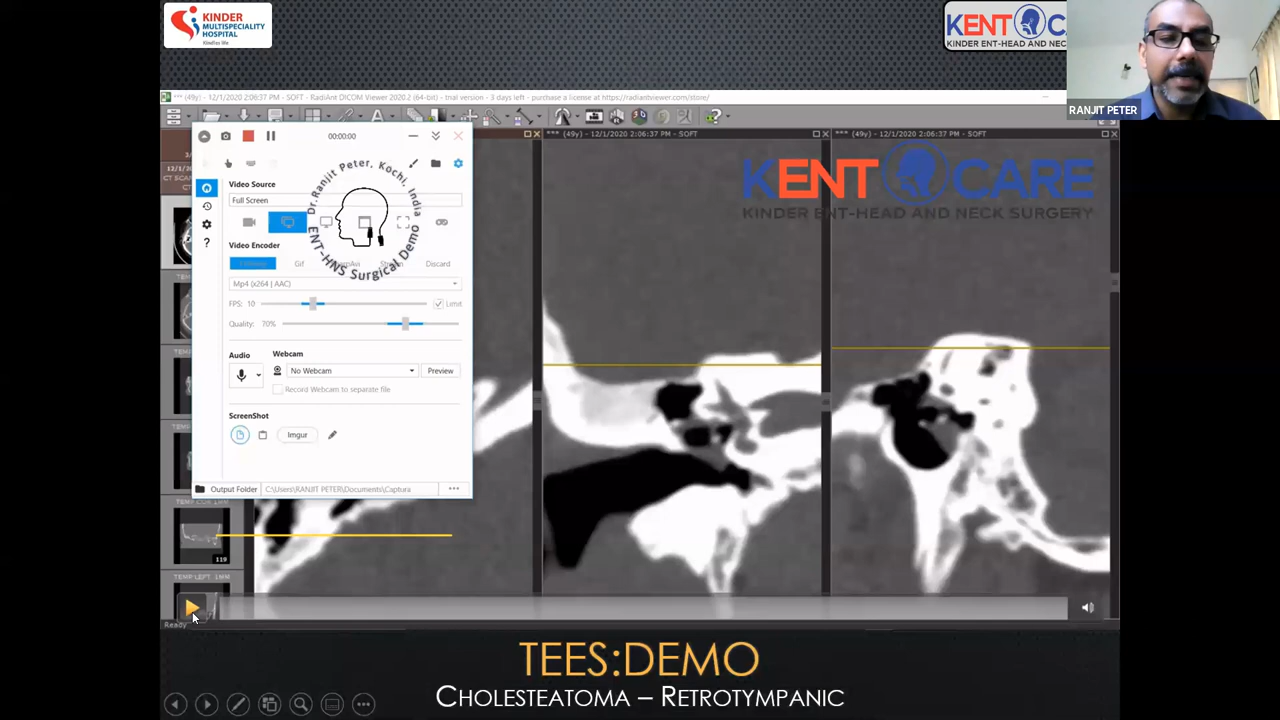 KINDER
MULTISPECIALITY
HOSPITAL
Kindles life
KENT CA
KINDER ENT-HEAD AND NECK
RANJIT PETER
*** (49y) - 12/1/2020 2:06:37 PM - SOFT - RadiAnt DICOM Viewer 2020.2 (64-bit) - trial version - 3 days left - purchase a license at https://radiantviewer.com/store/
*** (49y) - 12/1/2020 2:06:37 PM - SOFT
*** (49y) - 12/1/2020 2:06:37 PM - SOFT
00:00:00
KENT CARE
KINDER ENT-HEAD AND NECK SURGERY
Dr.Ranjit Peter, Kochi, India
ENT-HNS Surgical Demo
Video Source
Full Screen
Video Encoder
Gif
Discard
Mp4 (x264 | AAC)
FPS: 10
Limit
Quality: 70%
Audio
Webcam
No Webcam
Preview
Record Webcam to separate file
ScreenShot
Imgur
Output Folder
C:\Users\RANJIT PETER\Documents\Captura
119
TEMP LEFT 1MM
Ready
TEES:DEMO
CHOLESTEATOMA – RETROTYMPANIC